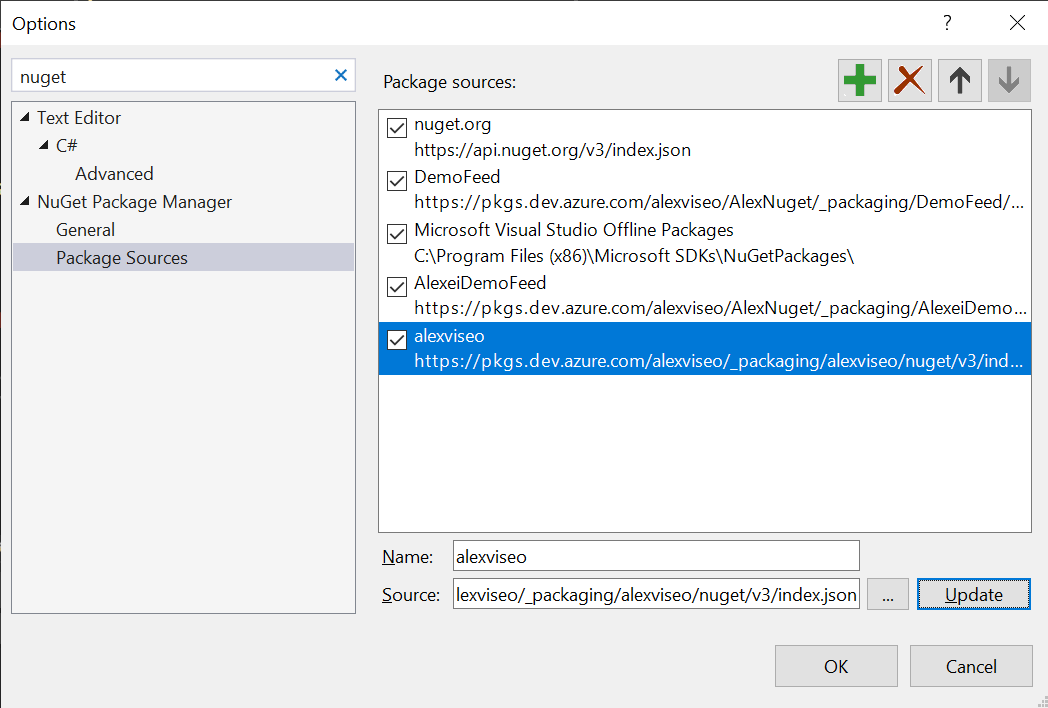 Options
?
nuget
Package sources:
Text Editor
C#
Advanced
NuGet Package Manager
General
Package Sources
nuget.org
https://api.nuget.org/v3/index.json
DemoFeed
https://pkgs.dev.azure.com/alexviseo/AlexNuget/_packaging/DemoFeed/...
Microsoft Visual Studio Offline Packages
C:\Program Files (x86)\Microsoft SDKs\NuGetPackages\
AlexeiDemoFeed
https://pkgs.dev.azure.com/alexviseo/AlexNuget/_packaging/AlexeiDemo...
alexviseo
https://pkgs.dev.azure.com/alexviseo/_packaging/alexviseo/nuget/v3/ind...
Name: alexviseo
Source: lexviseo/_packaging/alexviseo/nuget/v3/index.json ... Update
OK Cancel